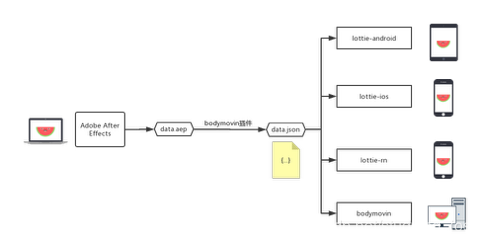 Adobe After
Effects
data aep
bodymovin插件
data json
{...}
lottie-android
lottie-ios
lottie-rn
bodymovin